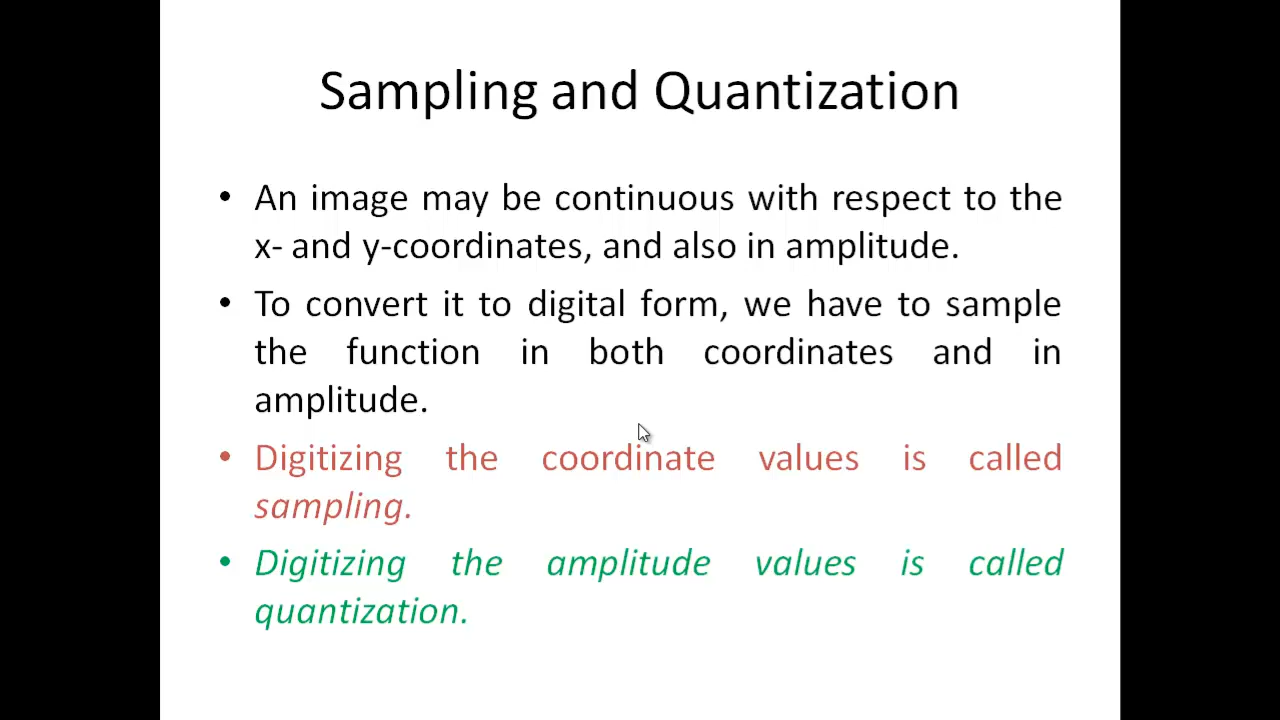 Sampling and Quantization
• An image may be continuous with respect to the
x- and y-coordinates, and also in amplitude.
• To convert it to digital form, we have to sample
the function in both coordinates and in
amplitude.
• Digitizing the coordinate values is called
sampling.
• Digitizing the amplitude values is called
quantization.